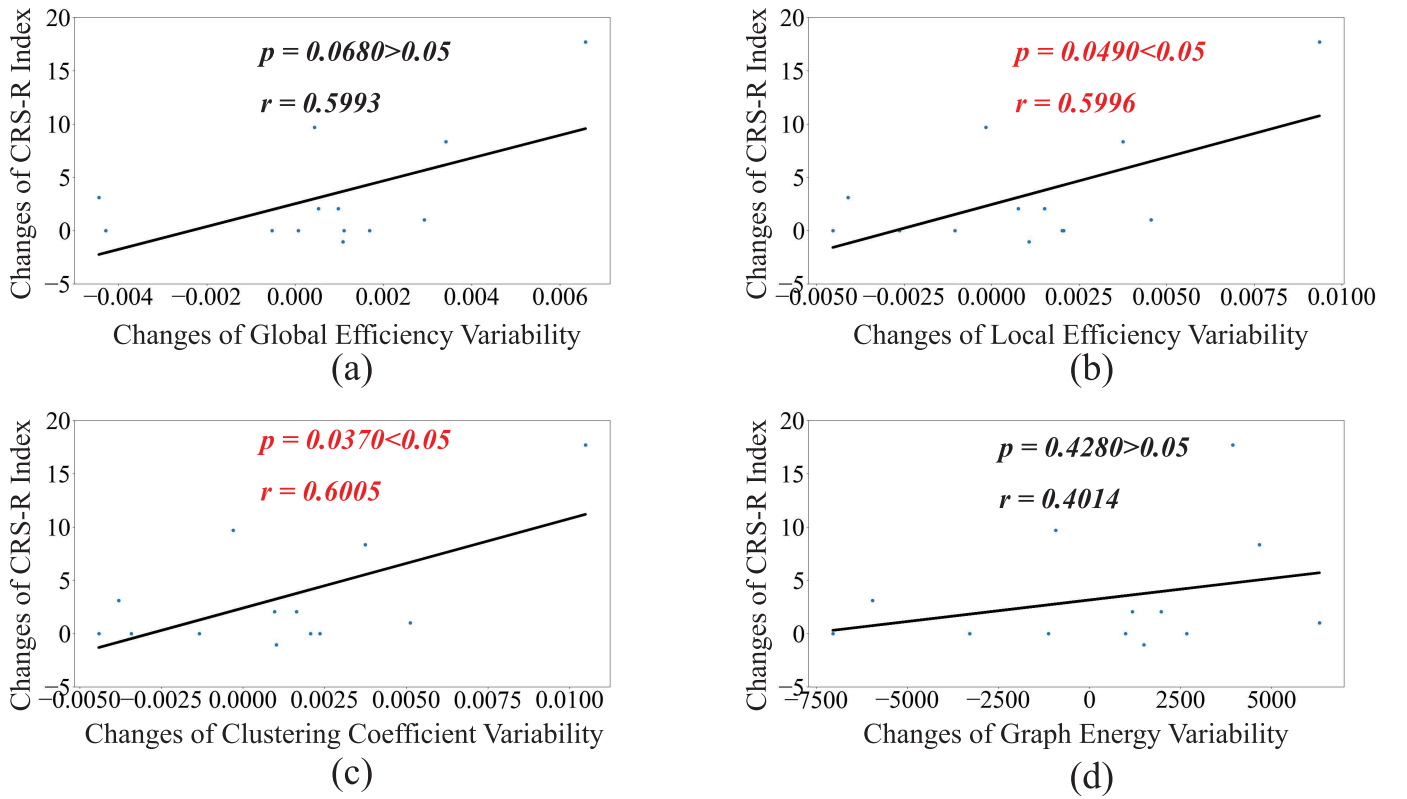 20
15
10
5
0
−5
Changes of CRS-R Index
p = 0.0680>0.05
r = 0.5993
−0.004 −0.002 0.000 0.002 0.004 0.006
Changes of Global Efficiency Variability
(a)
20
15
10
5
0
−5
Changes of CRS-R Index
p = 0.0490<0.05
r = 0.5996
−0.0050 −0.0025 0.0000 0.0025 0.0050 0.0075 0.0100
Changes of Local Efficiency Variability
(b)
20
15
10
5
0
−5
Changes of CRS-R Index
p = 0.0370<0.05
r = 0.6005
−0.0050 −0.0025 0.0000 0.0025 0.0050 0.0075 0.0100
Changes of Clustering Coefficient Variability
(c)
20
15
10
5
0
−5
Changes of CRS-R Index
p = 0.4280>0.05
r = 0.4014
−7500 −5000 −2500 0 2500 5000
Changes of Graph Energy Variability
(d)